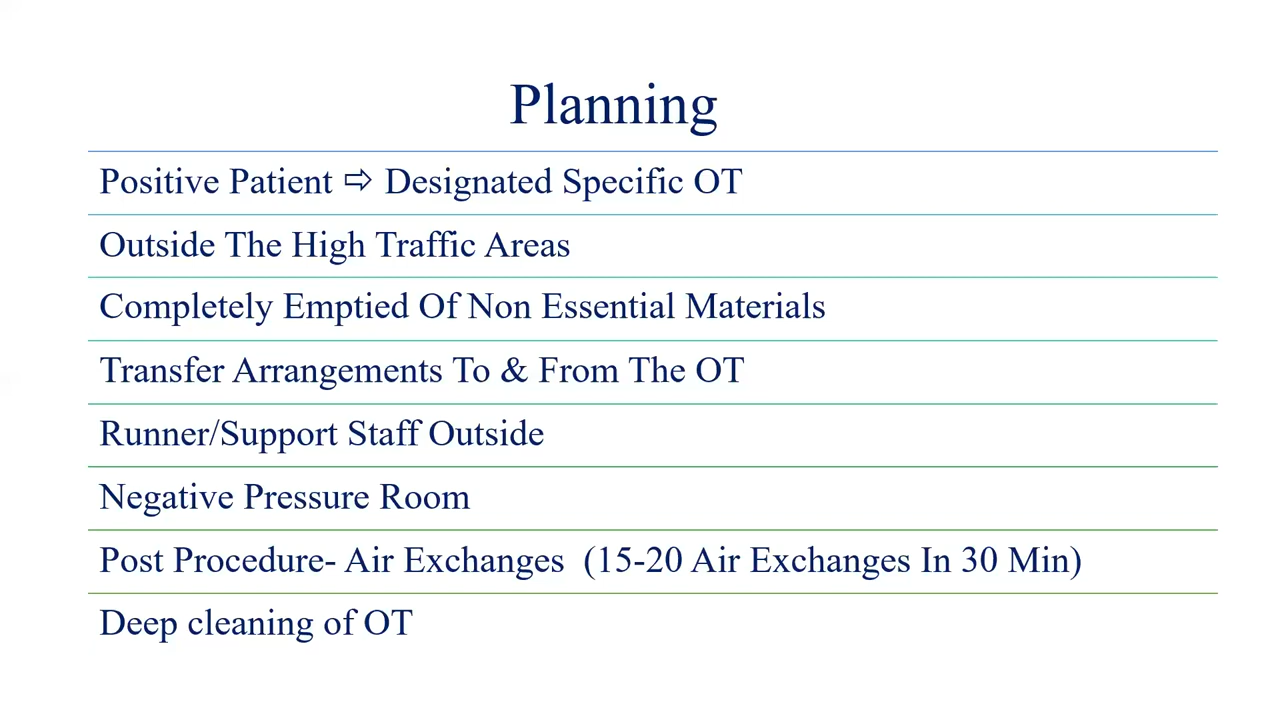 Planning
Positive Patient ⇨ Designated Specific OT
Outside The High Traffic Areas
Completely Emptied Of Non Essential Materials
Transfer Arrangements To & From The OT
Runner/Support Staff Outside
Negative Pressure Room
Post Procedure- Air Exchanges  (15-20 Air Exchanges In 30 Min)
Deep cleaning of OT